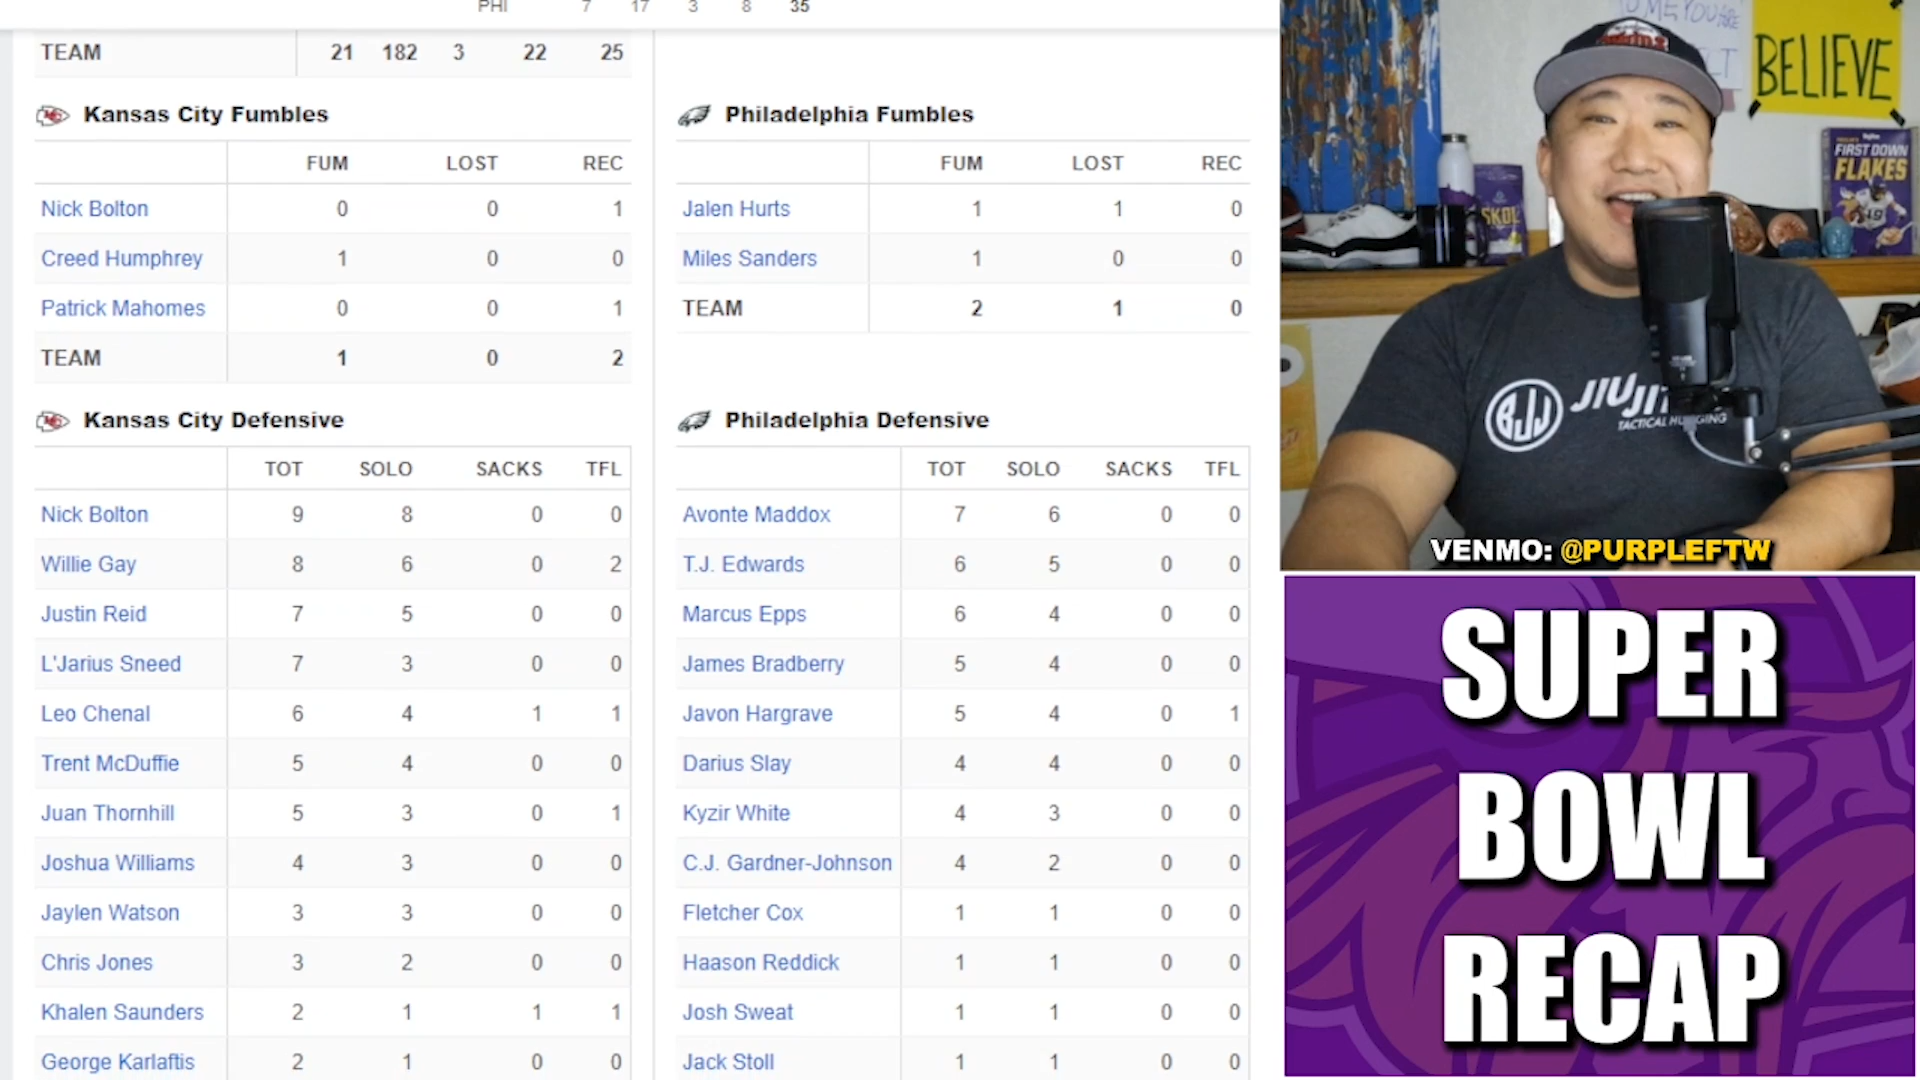 PHI 7 17 3 8 35
TEAM 21 182 3 22 25
Kansas City Fumbles
FUM LOST REC
Nick Bolton 0 0 1
Creed Humphrey 1 0 0
Patrick Mahomes 0 0 1
TEAM 1 0 2
Philadelphia Fumbles
FUM LOST REC
Jalen Hurts 1 1 0
Miles Sanders 1 0 0
TEAM 2 1 0
Kansas City Defensive
TOT SOLO SACKS TFL
Nick Bolton 9 8 0 0
Willie Gay 8 6 0 2
Justin Reid 7 5 0 0
L'Jarius Sneed 7 3 0 0
Leo Chenal 6 4 1 1
Trent McDuffie 5 4 0 0
Juan Thornhill 5 3 0 1
Joshua Williams 4 3 0 0
Jaylen Watson 3 3 0 0
Chris Jones 3 2 0 0
Khalen Saunders 2 1 1 1
George Karlaftis 2 1 0 0
Philadelphia Defensive
TOT SOLO SACKS TFL
Avonte Maddox 7 6 0 0
T.J. Edwards 6 5 0 0
Marcus Epps 6 4 0 0
James Bradberry 5 4 0 0
Javon Hargrave 5 4 0 1
Darius Slay 4 4 0 0
Kyzir White 4 3 0 0
C.J. Gardner-Johnson 4 2 0 0
Fletcher Cox 1 1 0 0
Haason Reddick 1 1 0 0
Josh Sweat 1 1 0 0
Jack Stoll 1 1 0 0
BELIEVE
FIRST DOWN
FLAKES
SKOL
BJJ
TACTICAL
VENMO: @PURPLEFTW
SUPER
BOWL
RECAP